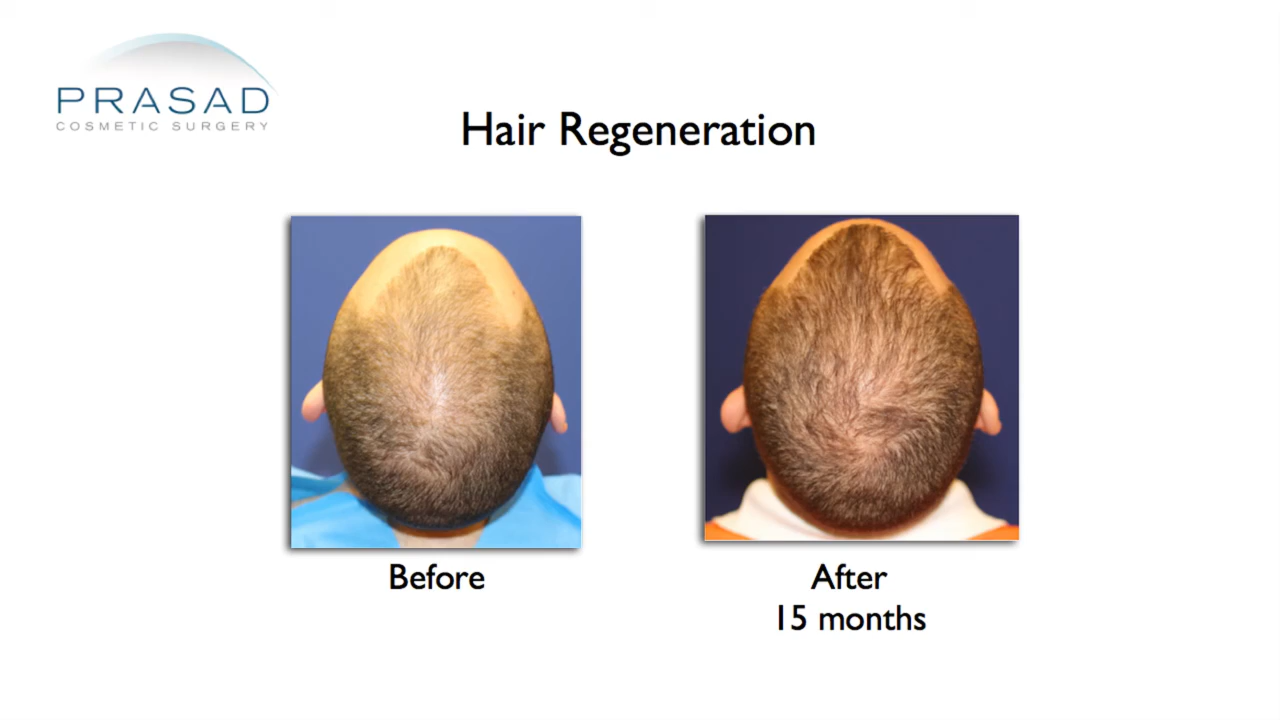 PRASAD
COSMETIC SURGERY
Hair Regeneration
Before
After
15 months